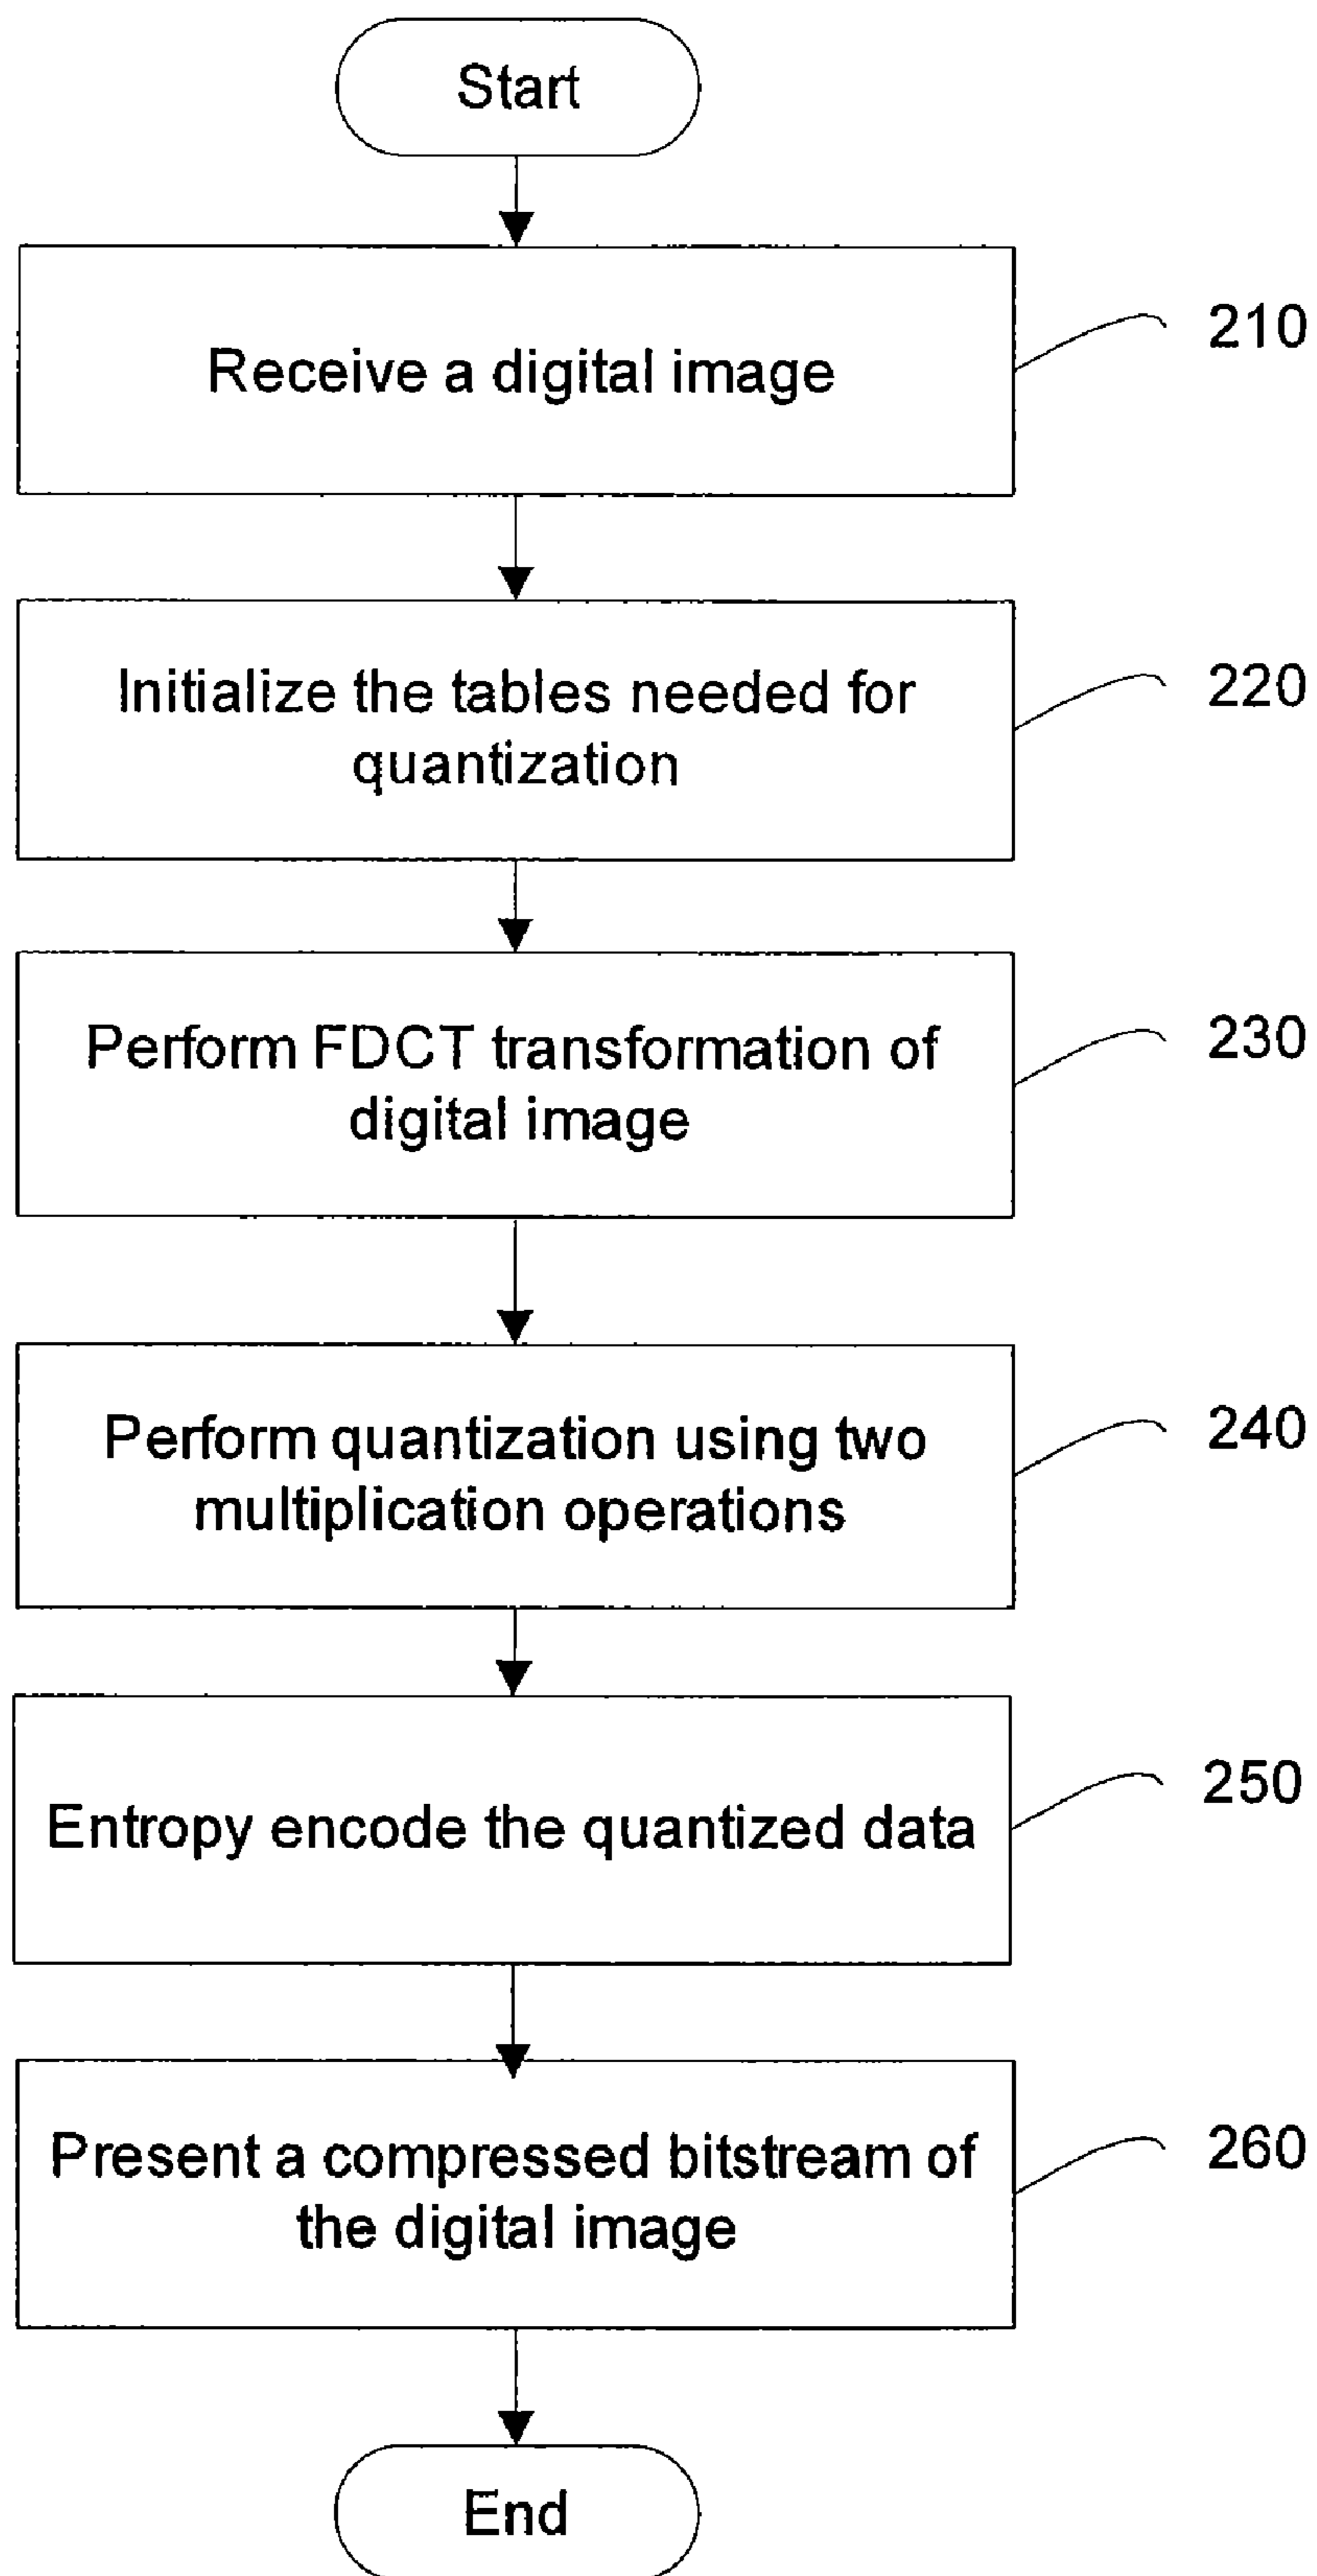 Start
Receive a digital image
210
Initialize the tables needed for
quantization
220
Perform FDCT transformation of
digital image
230
Perform quantization using two
multiplication operations
240
Entropy encode the quantized data
250
Present a compressed bitstream of
the digital image
260
End